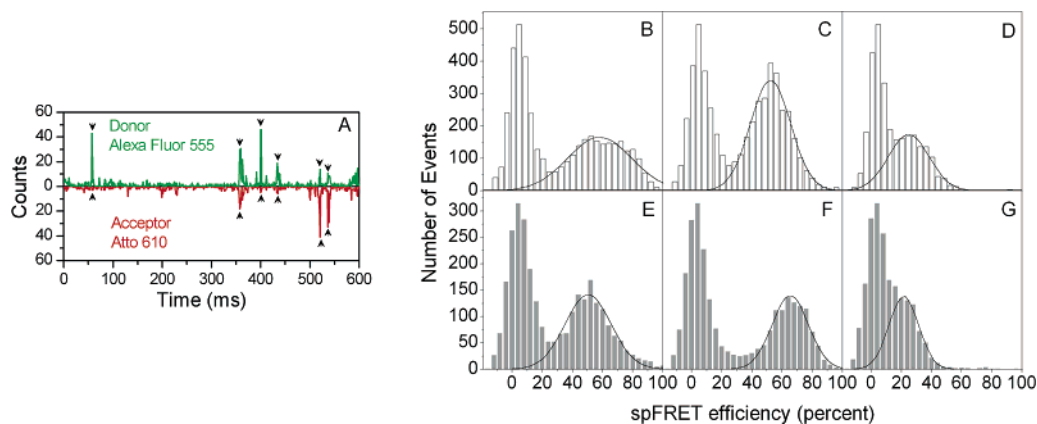 A
Donor
Alexa Fluor 555
Acceptor
Atto 610
Counts
60
40
20
0
20
40
60
0 100 200 300 400 500 600
Time (ms)
B C D
E F G
Number of Events
500
400
300
200
100
0
300
250
200
150
100
50
0
0 20 40 60 80 100 0 20 40 60 80 100 0 20 40 60 80 100
spFRET efficiency (percent)